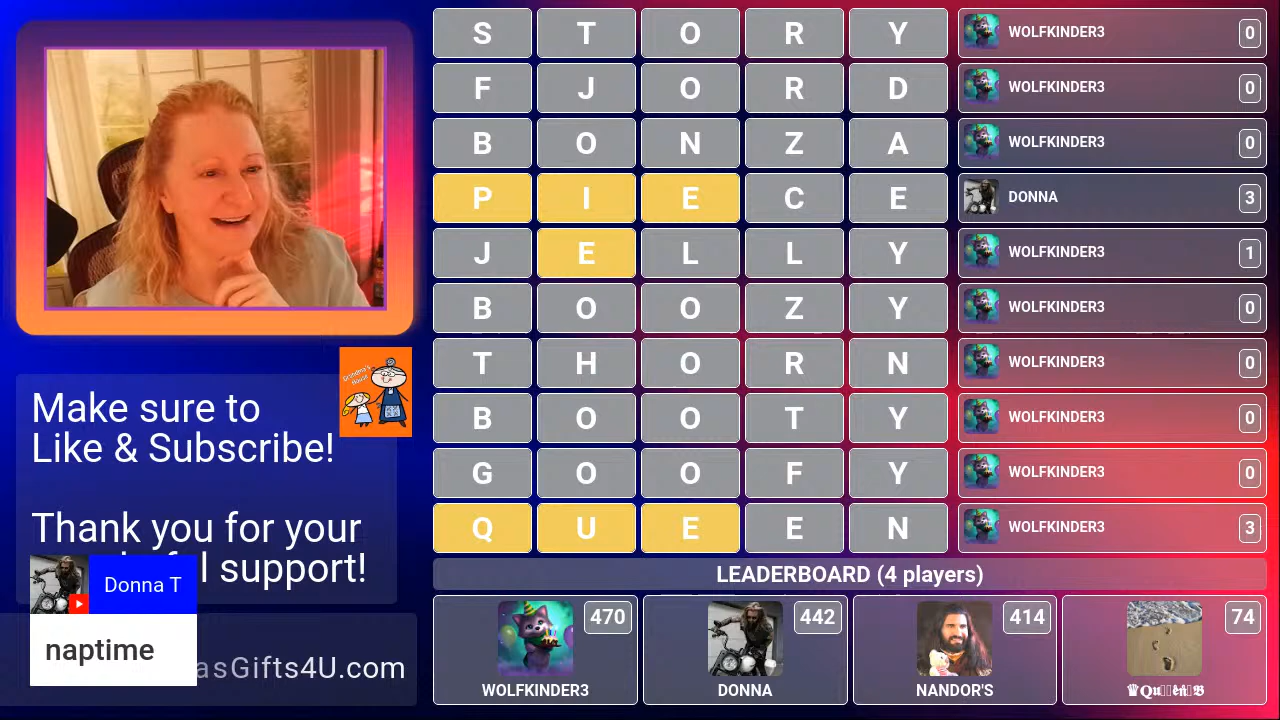 S T O R Y WOLFKINDER3 0
F J O R D WOLFKINDER3 0
B O N Z A WOLFKINDER3 0
P I E C E DONNA 3
J E L L Y WOLFKINDER3 1
B O O Z Y WOLFKINDER3 0
T H O R N WOLFKINDER3 0
B O O T Y WOLFKINDER3 0
G O O F Y WOLFKINDER3 0
Q U E E N WOLFKINDER3 3
LEADERBOARD (4 players)
470 442 414 74
WOLFKINDER3 DONNA NANDOR'S
Grandma's
House
Make sure to
Like & Subscribe!
Thank you for your
support!
Donna T
naptime
asGifts4U.com